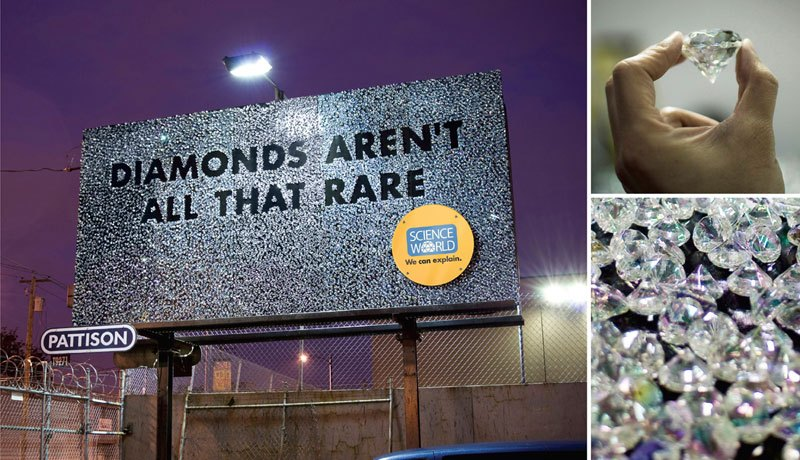 DIAMONDS AREN'T
ALL THAT RARE
SCIENCE
WORLD
We can explain.
PATTISON